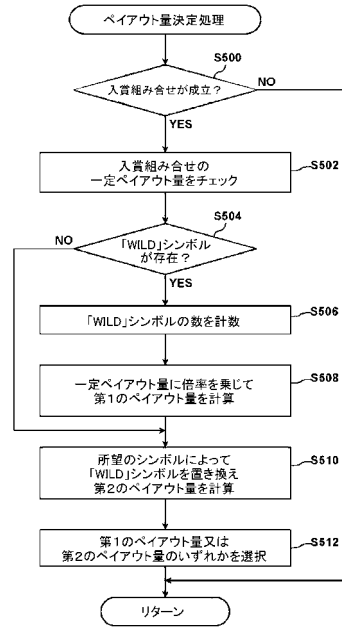 ペイアウト量決定処理
S500
入賞組み合せが成立？
NO
YES
入賞組み合せの
一定ペイアウト量をチェック
S502
S504
NO
「WILD」シンボル
が存在？
YES
「WILD」シンボルの数を計数
S506
一定ペイアウト量に倍率を乗じて
第1のペイアウト量を計算
S508
所望のシンボルによって
「WILD」シンボルを置き換え
第2のペイアウト量を計算
S510
第1のペイアウト量又は
第2のペイアウト量のいずれかを選択
S512
リターン